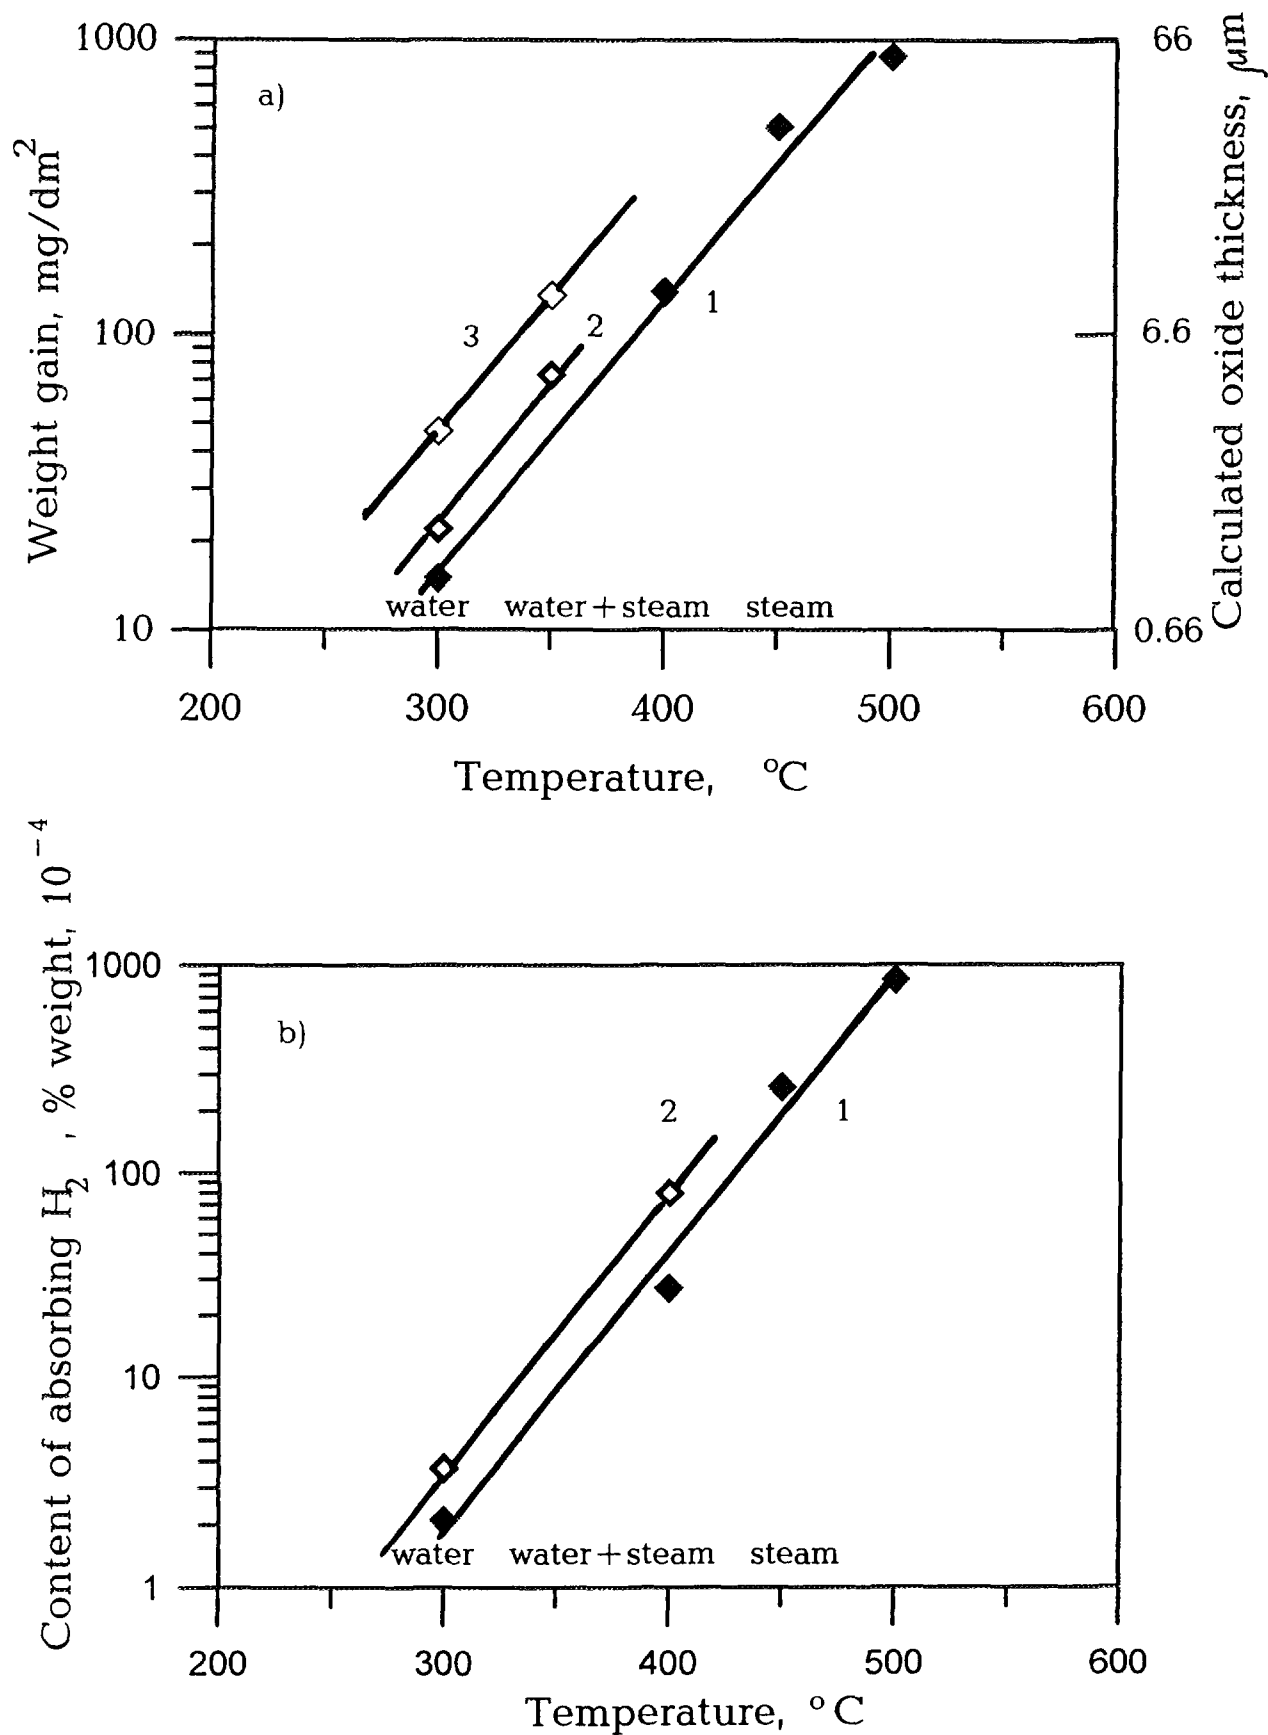 1000
66
a)
3
2
1
100
6.6
water water+steam steam
10
0.66
200 300 400 500 600
Temperature, °C
Weight gain, mg/dm²
Calculated oxide thickness, μm
1000
b)
2
1
100
10
water water+steam steam
1
200 300 400 500 600
Temperature, °C
Content of absorbing H₂ , % weight, 10⁻⁴